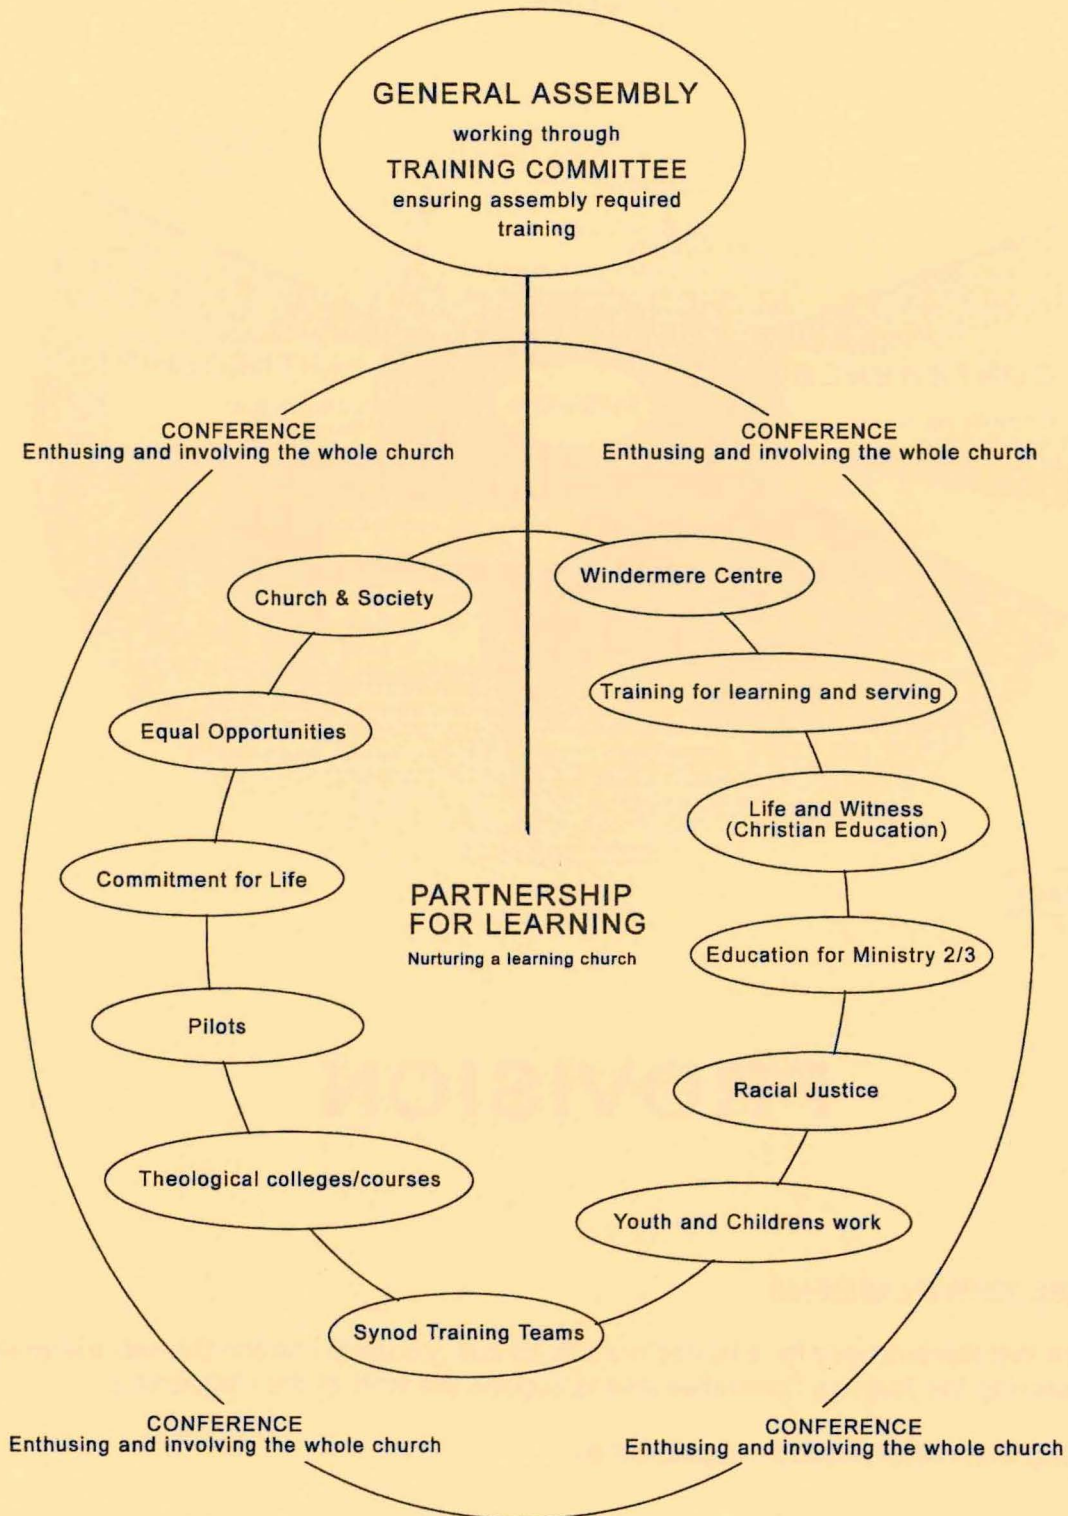 GENERAL ASSEMBLY
working through
TRAINING COMMITTEE
ensuring assembly required
training
CONFERENCE
Enthusing and involving the whole church
CONFERENCE
Enthusing and involving the whole church
Church & Society
Windermere Centre
Training for learning and serving
Equal Opportunities
Life and Witness
(Christian Education)
Commitment for Life
PARTNERSHIP
FOR LEARNING
Nurturing a learning church
Education for Ministry 2/3
Pilots
Racial Justice
Theological colleges/courses
Youth and Childrens work
Synod Training Teams
CONFERENCE
Enthusing and involving the whole church
CONFERENCE
Enthusing and involving the whole church